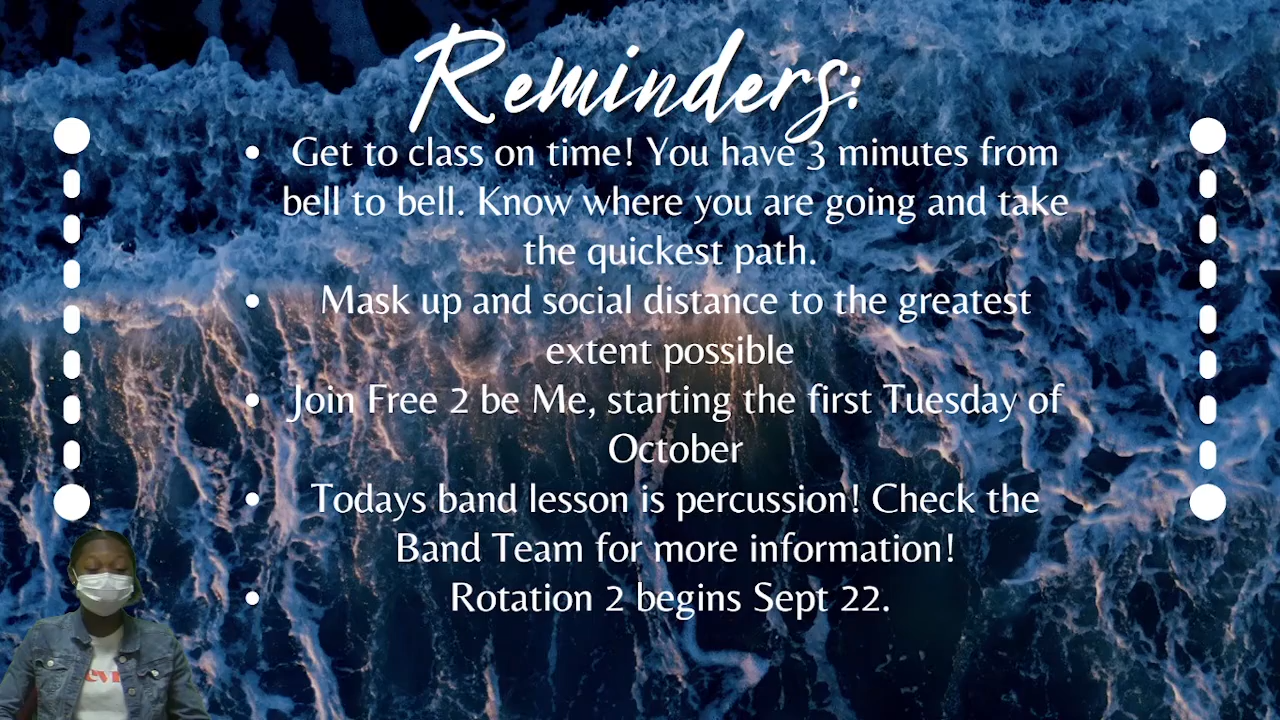 Reminders:
• Get to class on time! You have 3 minutes from
bell to bell. Know where you are going and take
the quickest path.
• Mask up and social distance to the greatest
extent possible
• Join Free 2 be Me, starting the first Tuesday of
October
• Todays band lesson is percussion! Check the
Band Team for more information!
• Rotation 2 begins Sept 22.